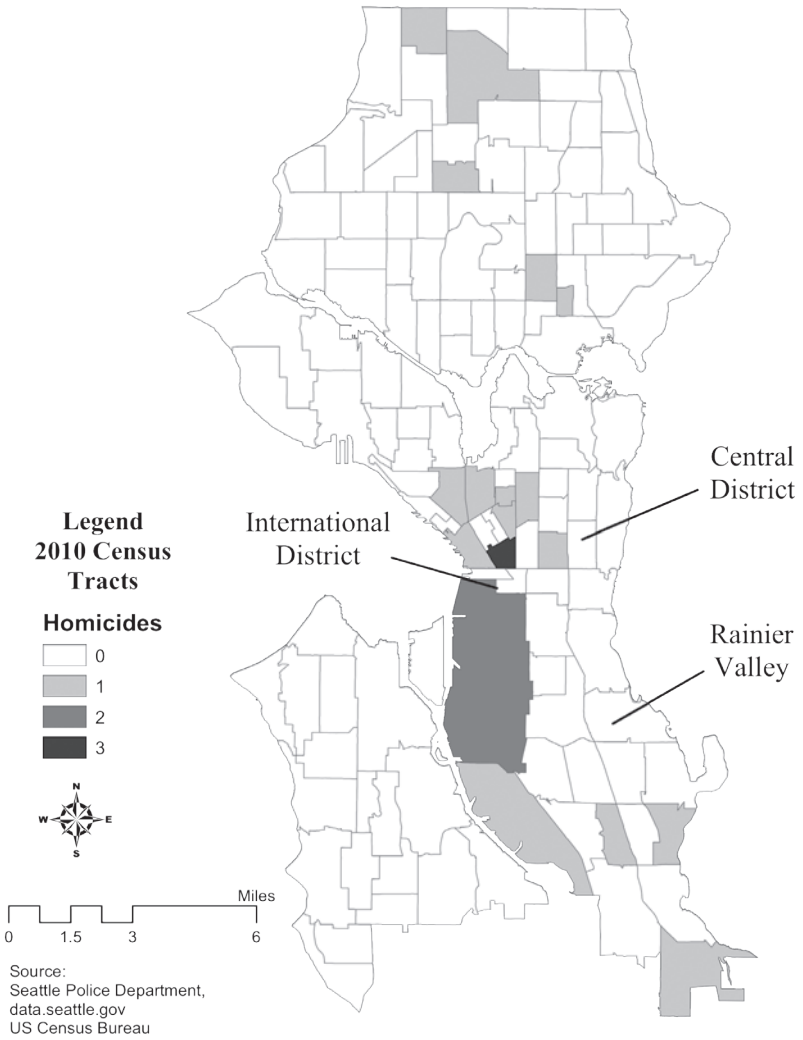 Central
District
International
District
Legend
2010 Census
Tracts
Homicides
0
1
2
3
Rainier
Valley
N
W E
S
Miles
0 1.5 3 6
Source:
Seattle Police Department,
data.seattle.gov
US Census Bureau